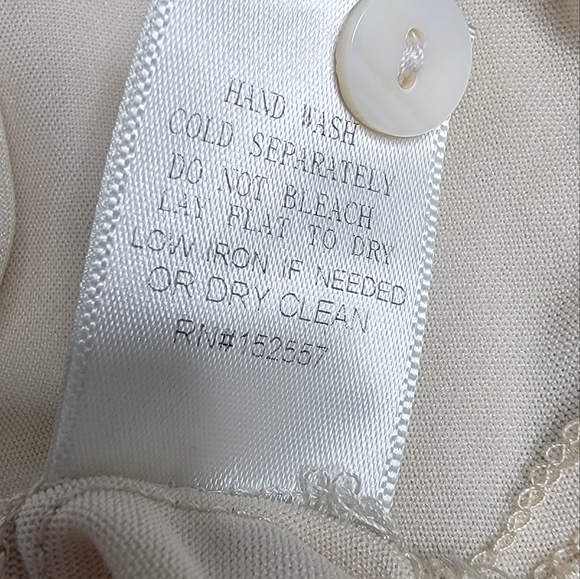 HAND WASH
COLD SEPARATELY
DO NOT BLEACH
LAY FLAT TO DRY
LOW IRON IF NEEDED
OR DRY CLEAN
RN#152557